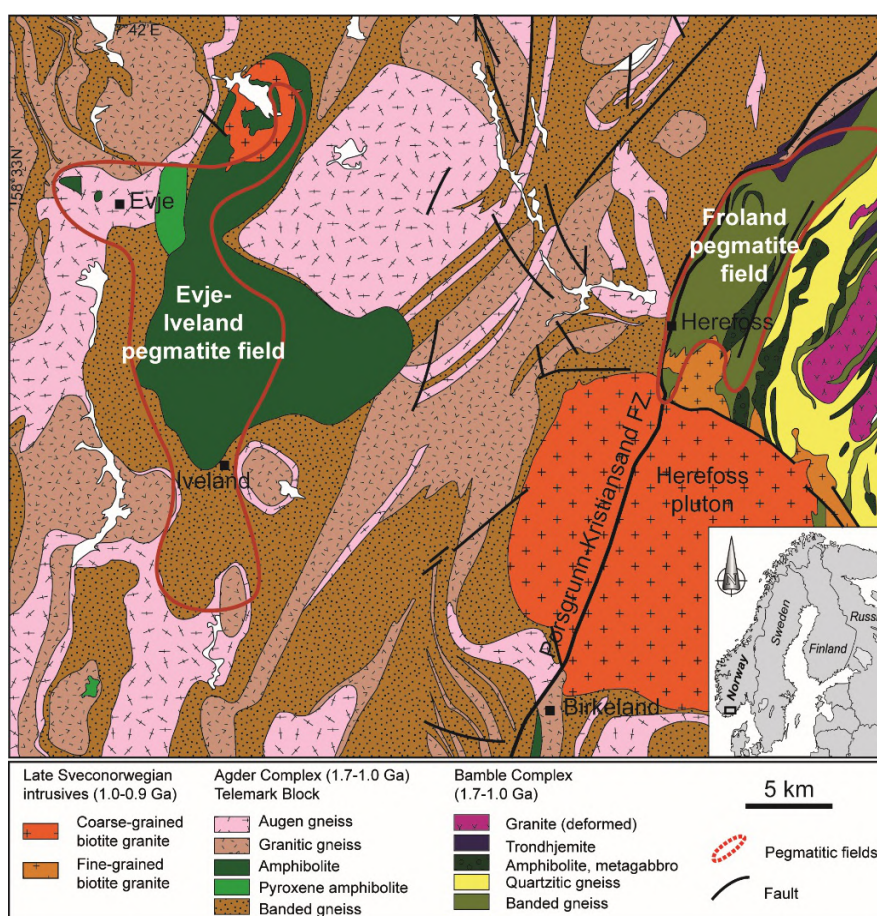 7° 42'E
58°33'N
Evje
Evje-
Iveland
pegmatite field
Iveland
Froland
pegmatite
field
Herefoss
Porsgrunn-Kristiansand FZ
Herefoss
pluton
Birkeland
N
Norway
Sweden
Finland
Russ
Late Sveconorwegian
intrusives (1.0-0.9 Ga)
Coarse-grained
biotite granite
Fine-grained
biotite granite
Agder Complex (1.7-1.0 Ga)
Telemark Block
Augen gneiss
Granitic gneiss
Amphibolite
Pyroxene amphibolite
Banded gneiss
Bamble Complex
(1.7-1.0 Ga)
Granite (deformed)
Trondhjemite
Amphibolite, metagabbro
Quartzitic gneiss
Banded gneiss
5 km
Pegmatitic fields
Fault